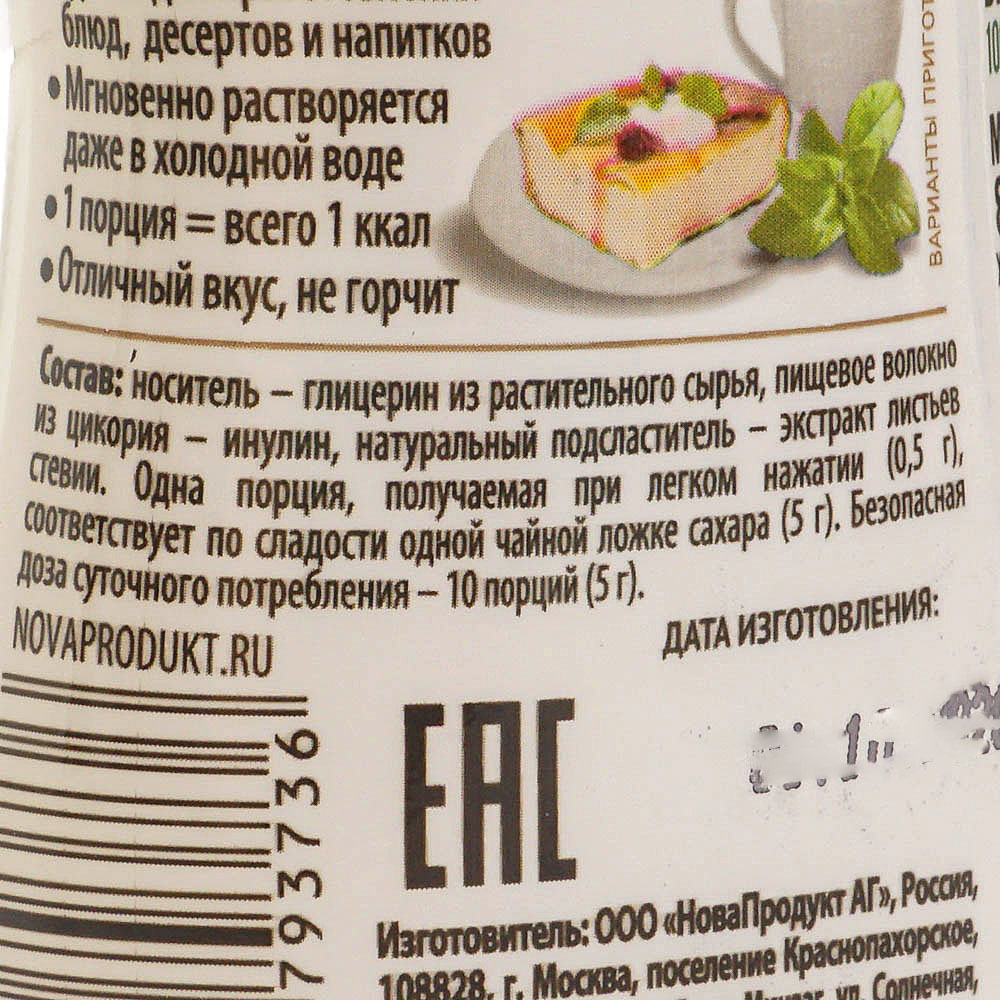 блюд, десертов и напитков
• Мгновенно растворяется
даже в холодной воде
• 1 порция = всего 1 ккал
• Отличный вкус, не горчит
ВАРИАНТЫ ПРИГОТ
Состав: носитель – глицерин из растительного сырья, пищевое волокно
из цикория – инулин, натуральный подсластитель – экстракт листьев
стевии. Одна порция, получаемая при легком нажатии (0,5 г),
соответствует по сладости одной чайной ложке сахара (5 г). Безопасная
доза суточного потребления – 10 порций (5 г).
NOVAPRODUKT.RU
ДАТА ИЗГОТОВЛЕНИЯ:
EAC
793736
Изготовитель: ООО «НоваПродукт АГ», Россия,
108828, г. Москва, поселение Краснопахорское,
ул. Солнечная,